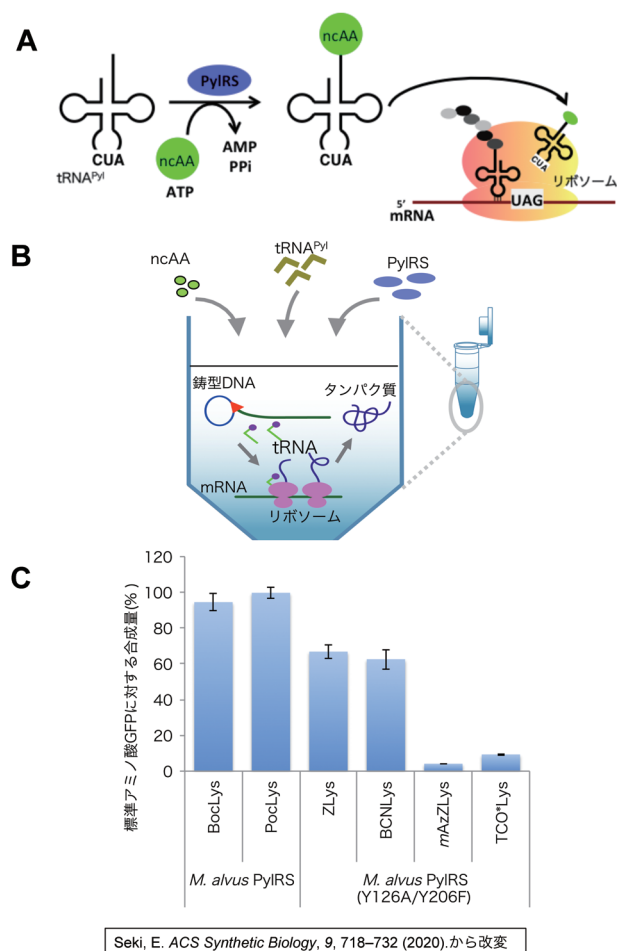 A
ncAA
PylRS
CUA
tRNAPyl
ncAA
ATP
AMP
PPi
CUA
CUA
リボソーム
5'
mRNA
UAG
B
ncAA
tRNAPyl
PylRS
鋳型DNA
タンパク質
tRNA
mRNA
リボソーム
C
標準アミノ酸GFPに対する合成量(%)
120
100
80
60
40
20
0
BocLys
PocLys
ZLys
BCNLys
mAzZLys
TCO*Lys
M. alvus PylRS
M. alvus PylRS
(Y126A/Y206F)
Seki, E. ACS Synthetic Biology, 9, 718–732 (2020).から改変